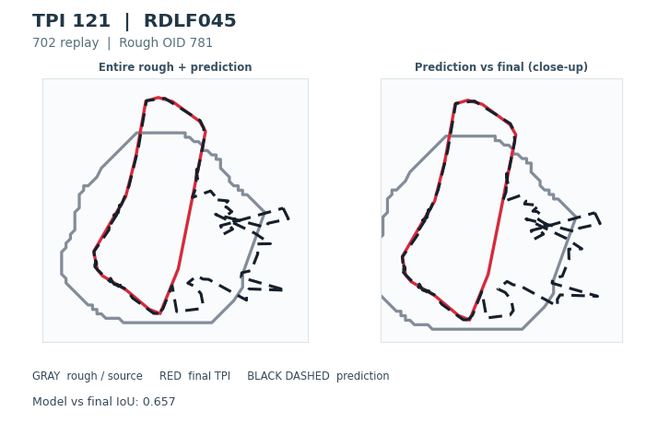 TPI 121 | RDLF045
702 replay | Rough OID 781
Entire rough + prediction
Prediction vs final (close-up)
GRAY rough / source RED final TPI BLACK DASHED prediction
Model vs final IoU: 0.657